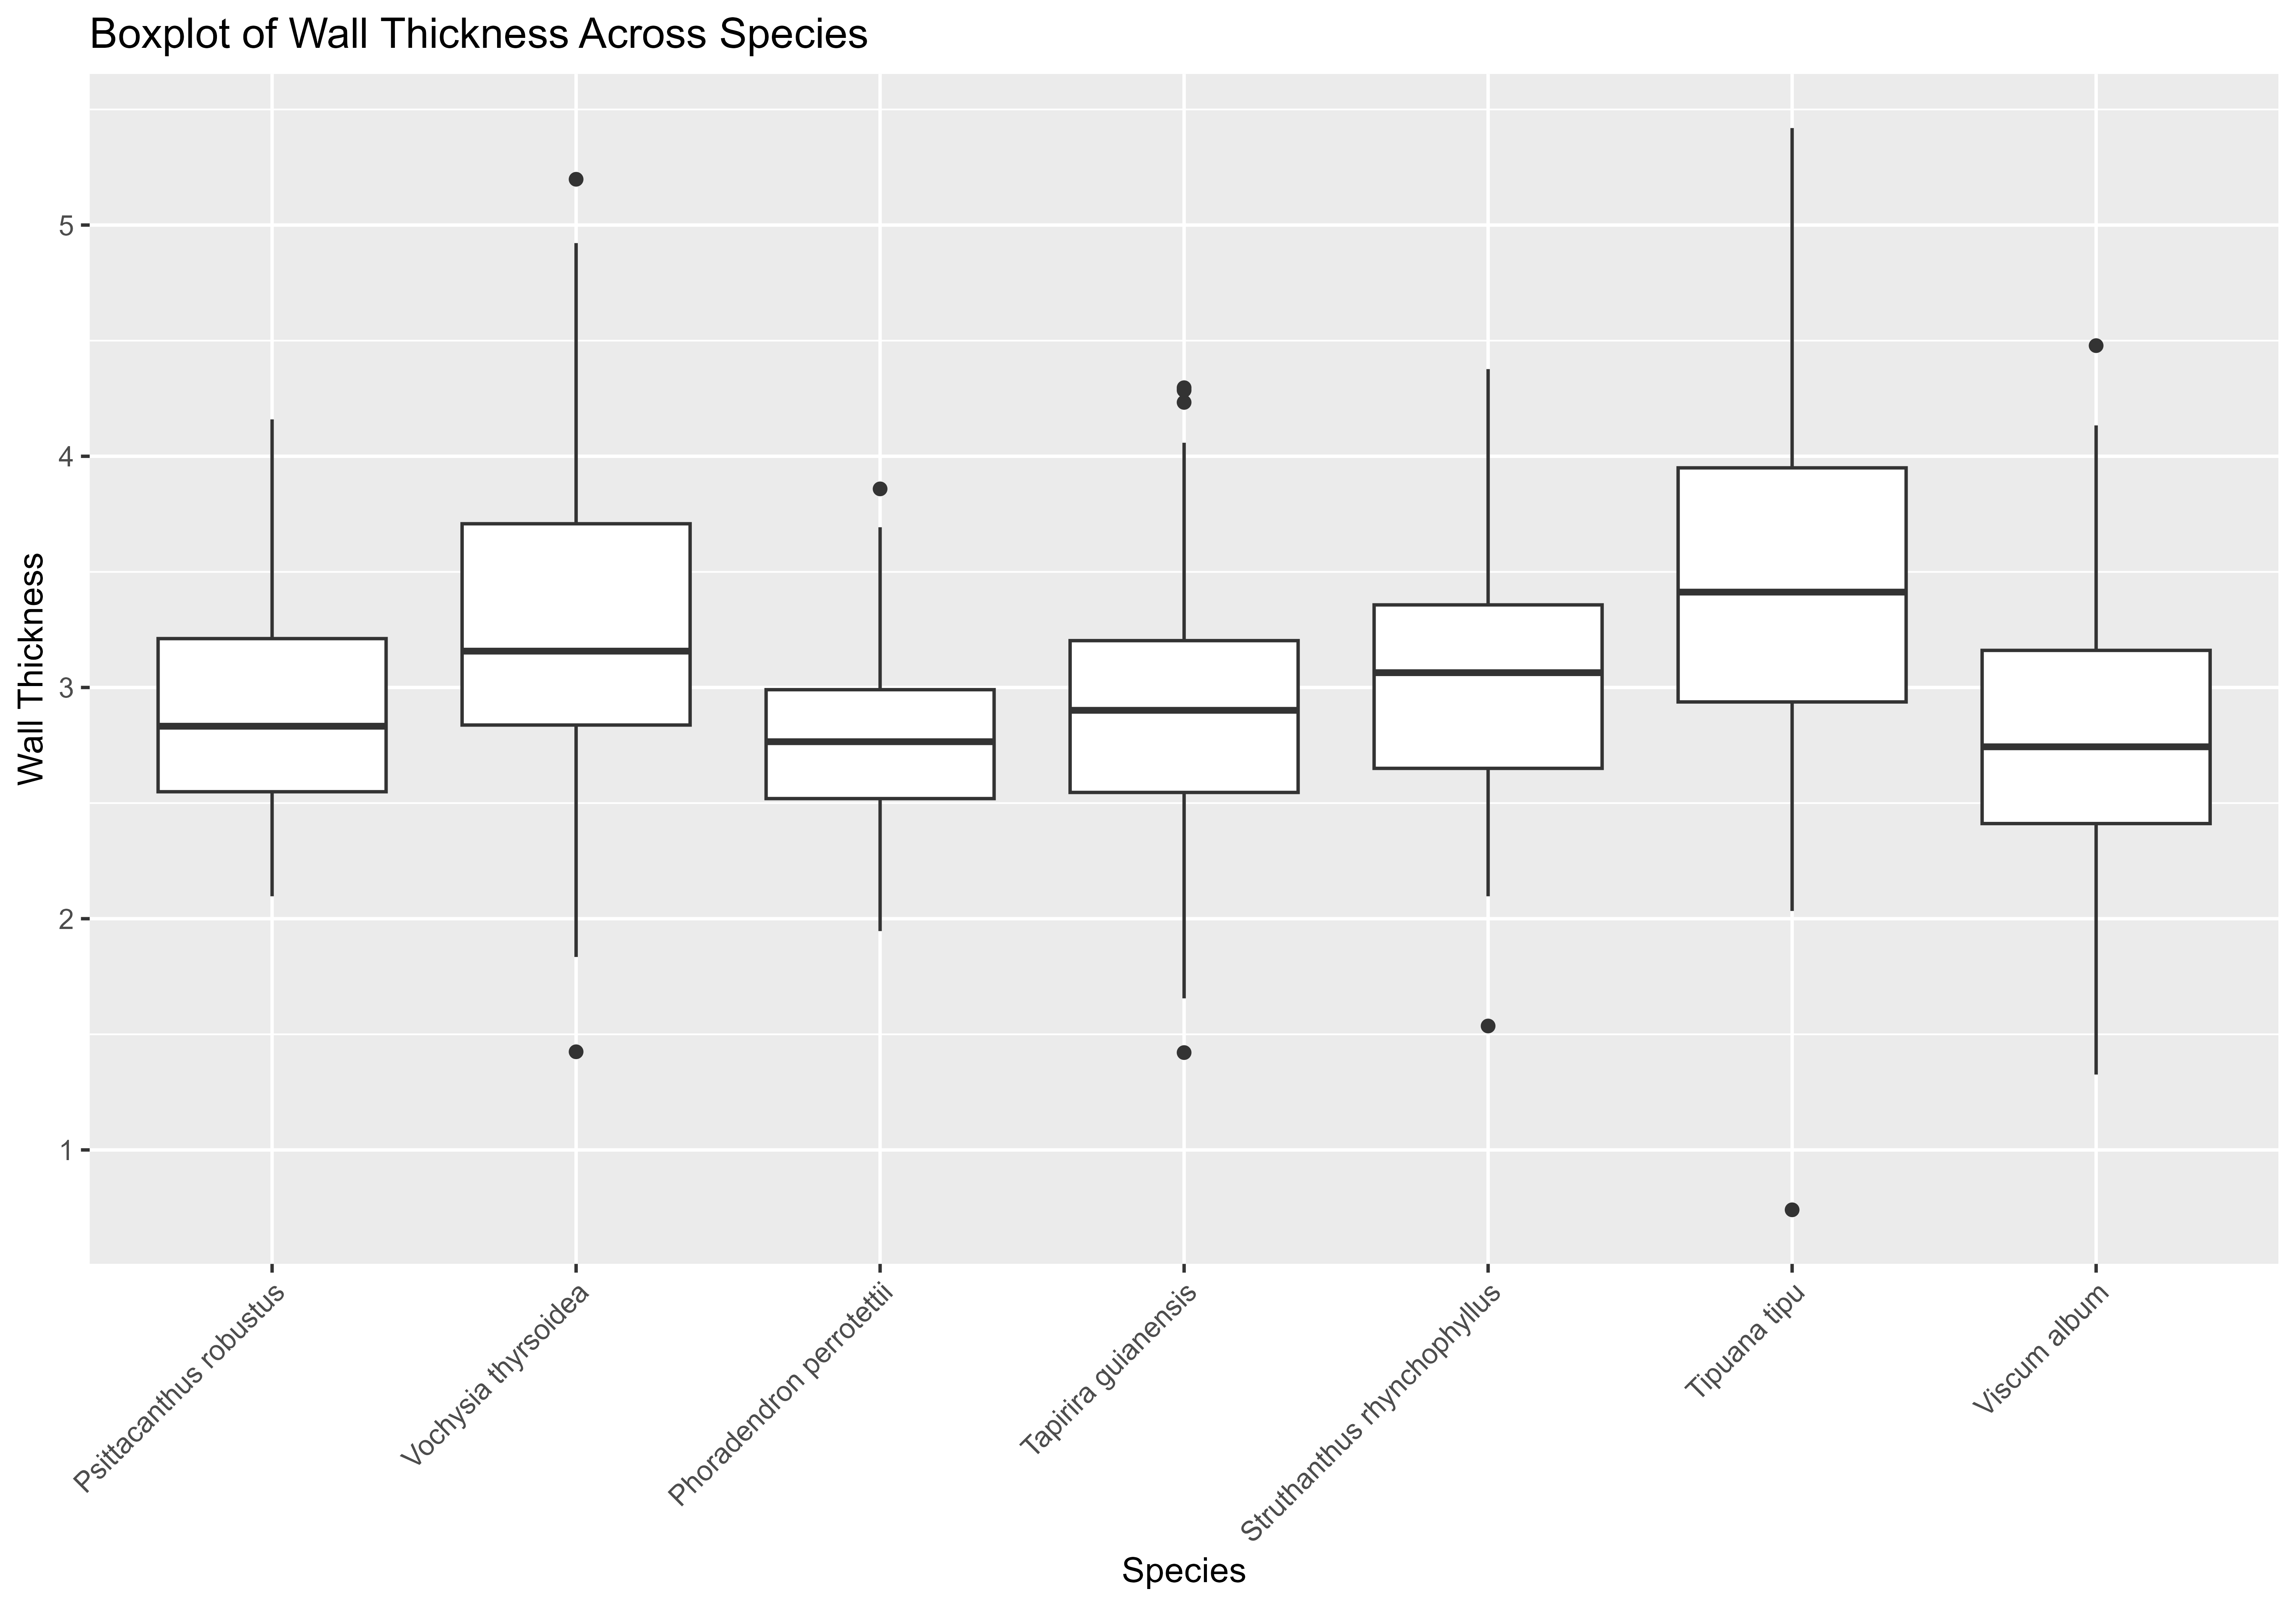 Boxplot of Wall Thickness Across Species
Wall Thickness
5
4
3
2
1
Psittacanthus robustus
Vochysia thyrsoidea
Phoradendron perrotettii
Tapirira guianensis
Struthanthus rhynchophyllus
Tipuana tipu
Viscum album
Species